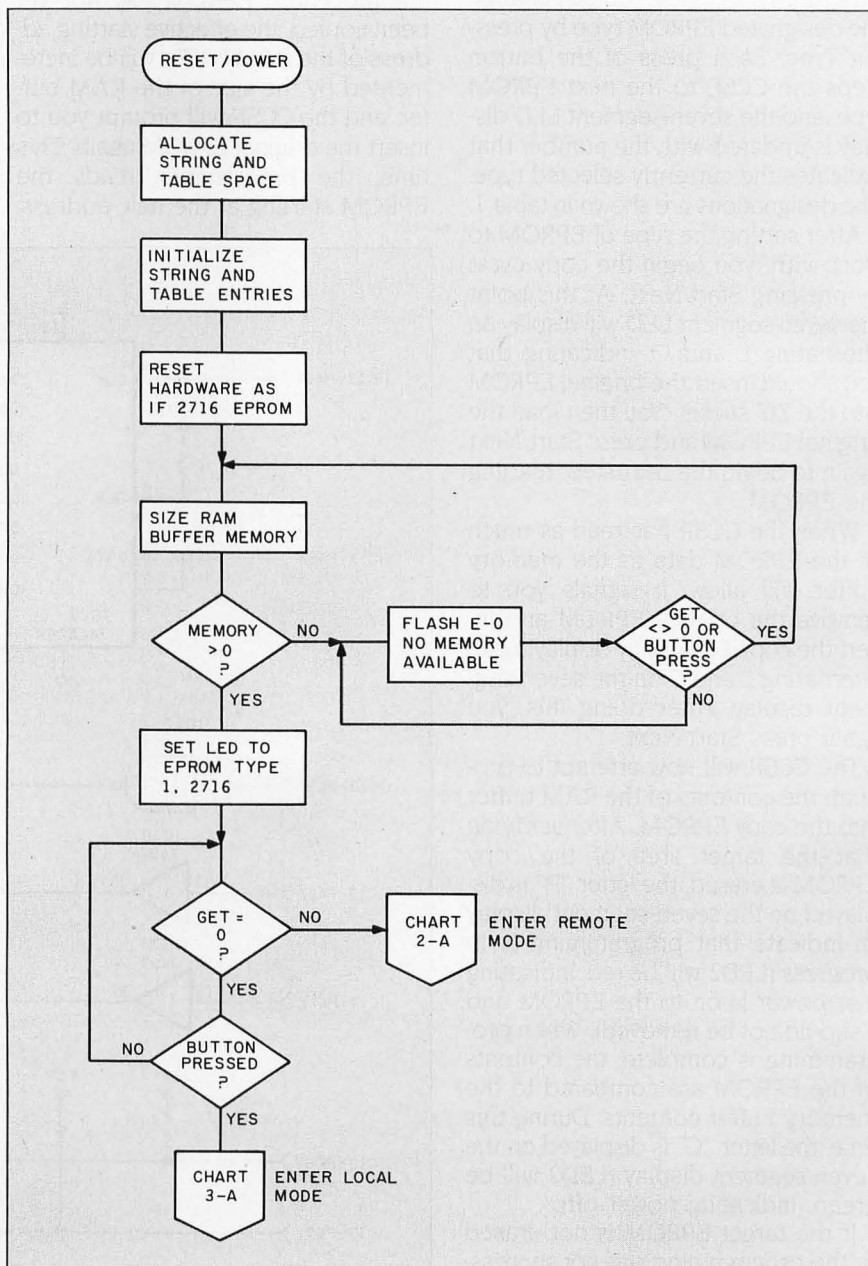 RESET/POWER
ALLOCATE
STRING AND
TABLE SPACE
INITIALIZE
STRING AND
TABLE ENTRIES
RESET
HARDWARE AS
IF 2716 EPROM
SIZE RAM
BUFFER MEMORY
MEMORY
>0
?
NO
YES
FLASH E-0
NO MEMORY
AVAILABLE
GET
<> 0 OR
BUTTON
PRESS
?
YES
NO
SET LED TO
EPROM TYPE
1, 2716
GET =
0
?
NO
YES
CHART
2-A
ENTER REMOTE
MODE
BUTTON
PRESSED
?
NO
YES
CHART
3-A
ENTER LOCAL
MODE